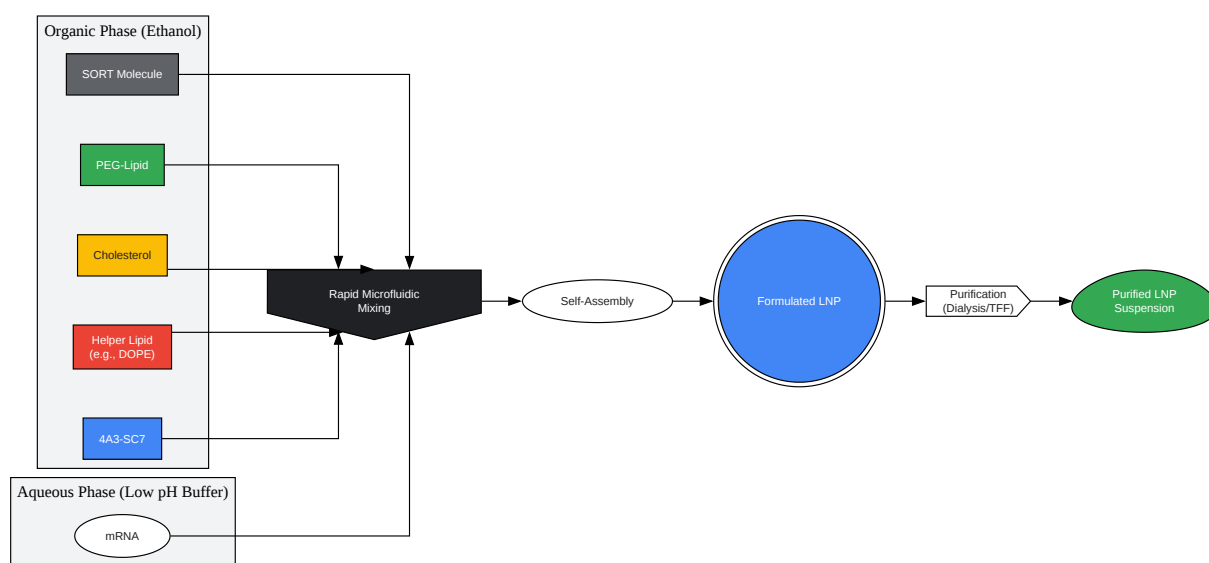 Organic Phase (Ethanol)
SORT Molecule
PEG-Lipid
Cholesterol
Helper Lipid
(e.g., DOPE)
4A3-SC7
Aqueous Phase (Low pH Buffer)
mRNA
Rapid Microfluidic
Mixing
Self-Assembly
Formulated LNP
Purification
(Dialysis/TFF)
Purified LNP
Suspension